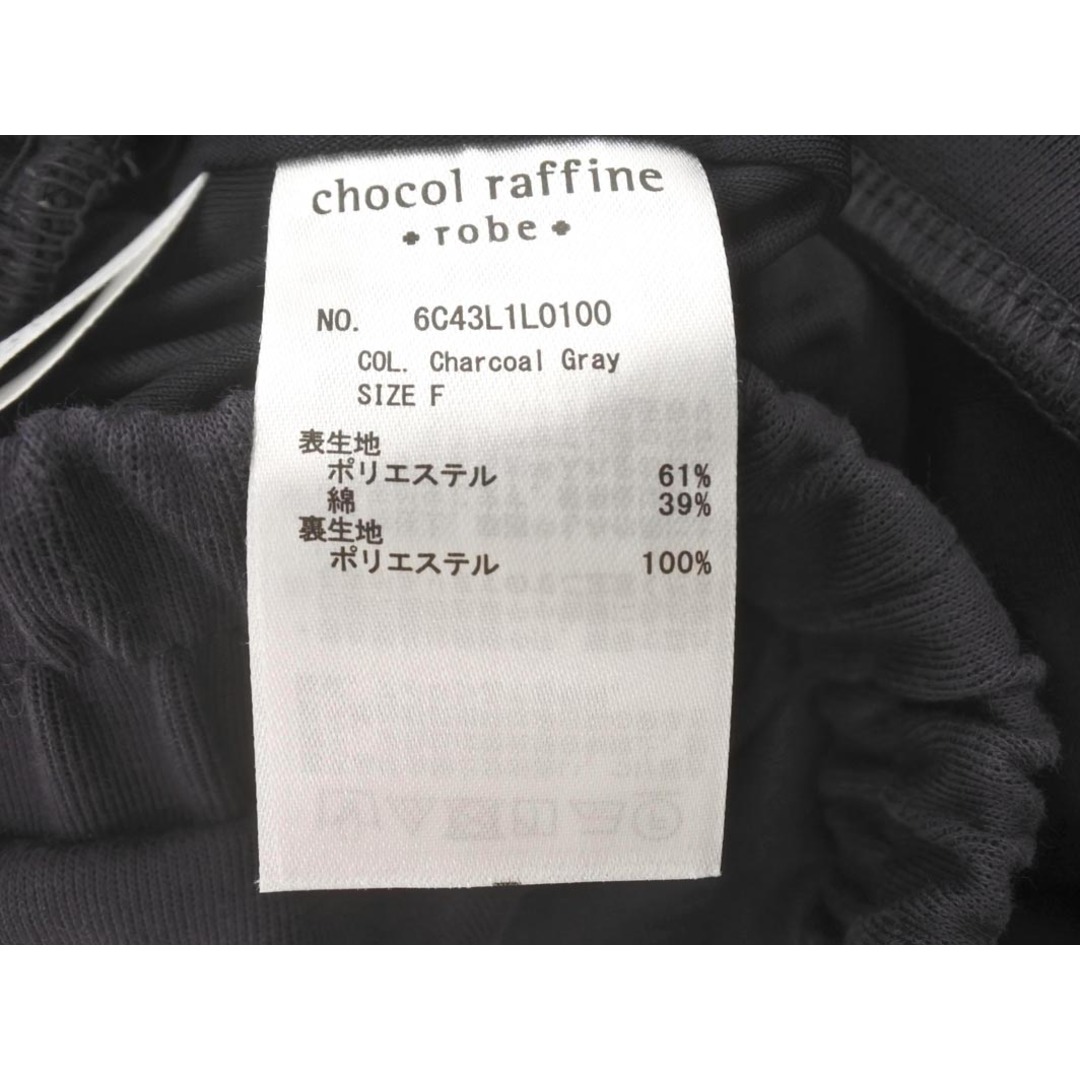 chocol raffine
robe
NO. 6C43L1L0100
COL. Charcoal Gray
SIZE F
表生地
ポリエステル 61%
綿 39%
裏生地
ポリエステル 100%